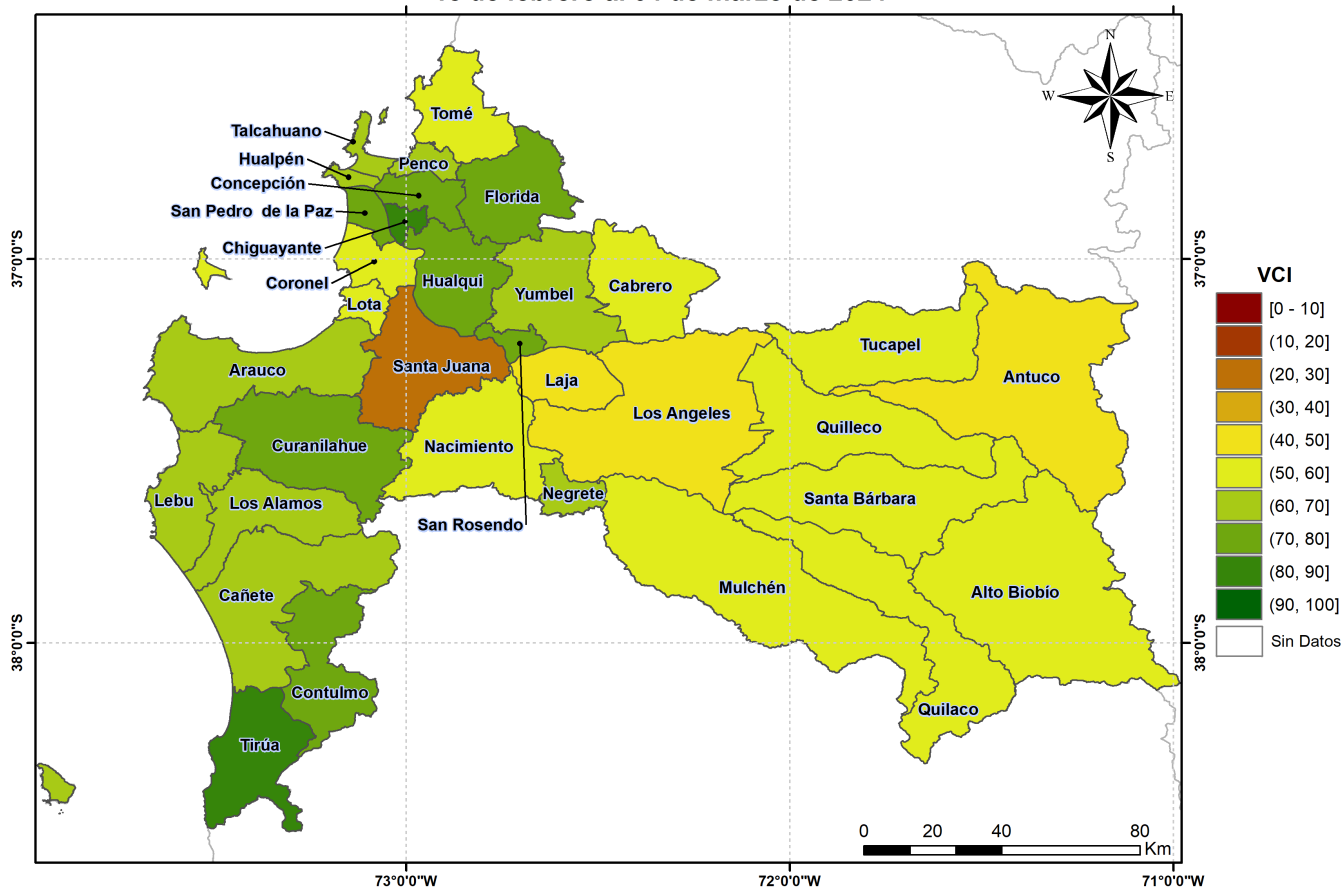 N
W
E
S
Tomé
Talcahuano
Hualpén
Penco
Concepción
Florida
San Pedro de la Paz
Chiguayante
37°0'0"S
37°0'0"S
Coronel
Hualqui
Yumbel
Cabrero
Lota
VCI
[0 - 10]
(10, 20]
(20, 30]
(30, 40]
(40, 50]
(50, 60]
(60, 70]
(70, 80]
(80, 90]
(90, 100]
Sin Datos
Tucapel
Arauco
Santa Juana
Laja
Antuco
Los Angeles
Quilleco
Curanilahue
Nacimiento
Lebu
Los Alamos
Negrete
Santa Bárbara
San Rosendo
Cañete
Mulchén
Alto Biobío
38°0'0"S
38°0'0"S
Contulmo
Quilaco
Tirúa
0 20 40 80
Km
73°0'0"W
72°0'0"W
71°0'0"W